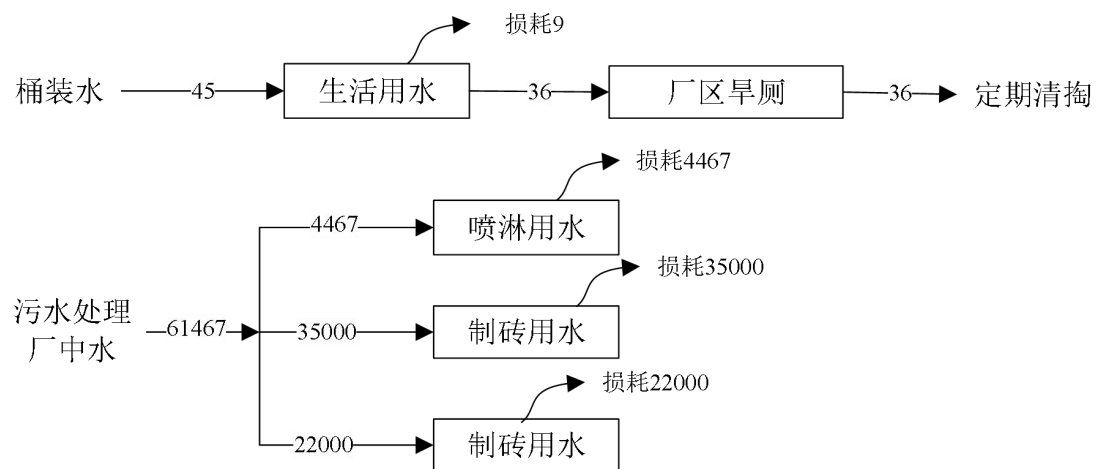 损耗9
桶装水
45
生活用水
36
厂区旱厕
36
定期清掏
损耗4467
4467
喷淋用水
损耗35000
污水处理
厂中水
61467
35000
制砖用水
损耗22000
22000
制砖用水